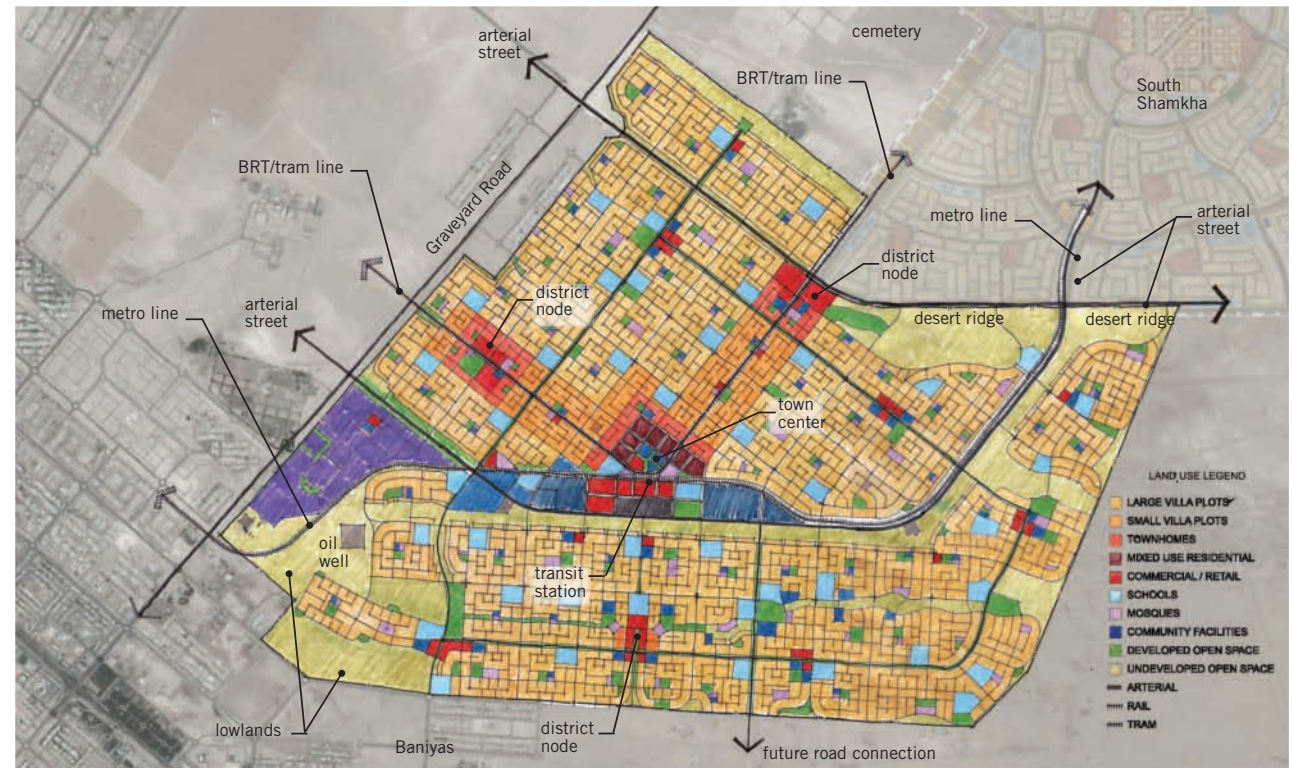 arterial
street
cemetery
BRT/tram line
South
Shamkha
BRT/tram line
Graveyard Road
metro line
arterial
street
district
node
metro line
arterial
street
district
node
desert ridge
desert ridge
town
center
oil
well
transit
station
lowlands
Baniyas
district
node
future road connection
LAND USE LEGEND
LARGE VILLA PLOTS
SMALL VILLA PLOTS
TOWNHOMES
MIXED USE RESIDENTIAL
COMMERCIAL / RETAIL
SCHOOLS
MOSQUES
COMMUNITY FACILITIES
DEVELOPED OPEN SPACE
UNDEVELOPED OPEN SPACE
ARTERIAL
RAIL
TRAM